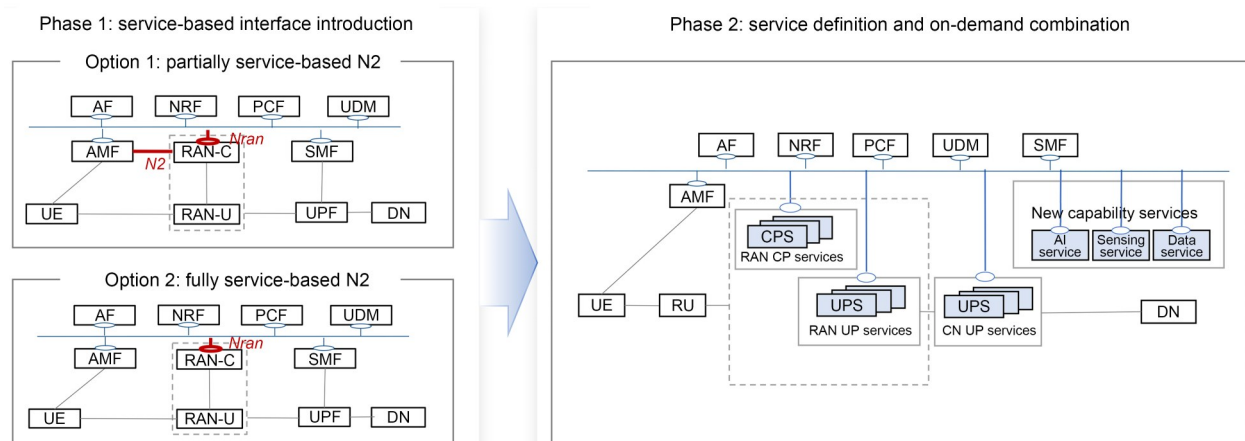 Phase 1: service-based interface introduction
Option 1: partially service-based N2
AF
NRF
PCF
UDM
Nran
AMF
N2
RAN-C
SMF
UE
RAN-U
UPF
DN
Option 2: fully service-based N2
AF
NRF
PCF
UDM
Nran
AMF
RAN-C
SMF
UE
RAN-U
UPF
DN
Phase 2: service definition and on-demand combination
AF
NRF
PCF
UDM
SMF
AMF
New capability services
CPS
RAN CP services
AI
service
Sensing
service
Data
service
UE
RU
UPS
RAN UP services
UPS
CN UP services
DN